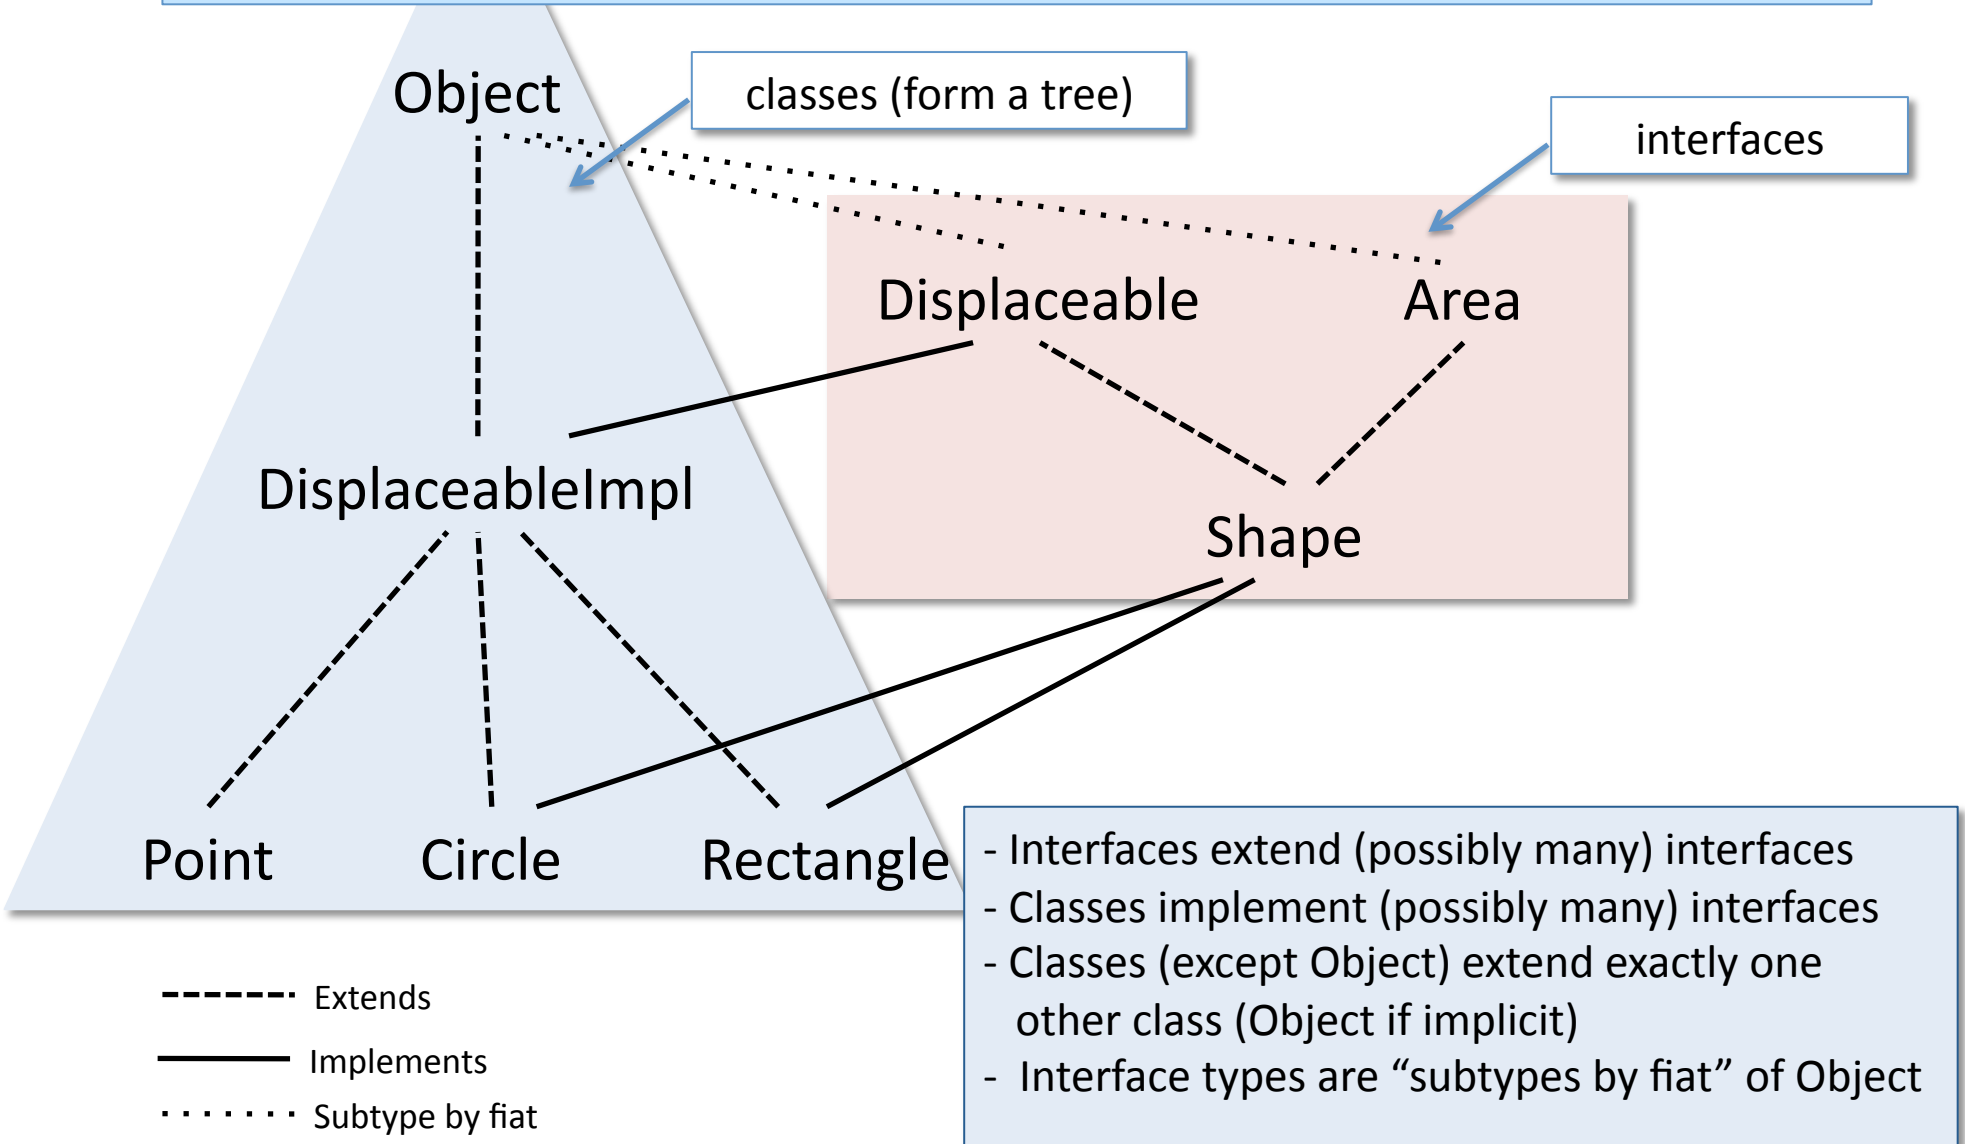 Object
classes (form a tree)
interfaces
Displaceable
Area
DisplaceableImpl
Shape
Point
Circle
Rectangle
- Interfaces extend (possibly many) interfaces
- Classes implement (possibly many) interfaces
- Classes (except Object) extend exactly one
other class (Object if implicit)
- Interface types are “subtypes by fiat” of Object
Extends
Implements
Subtype by fiat